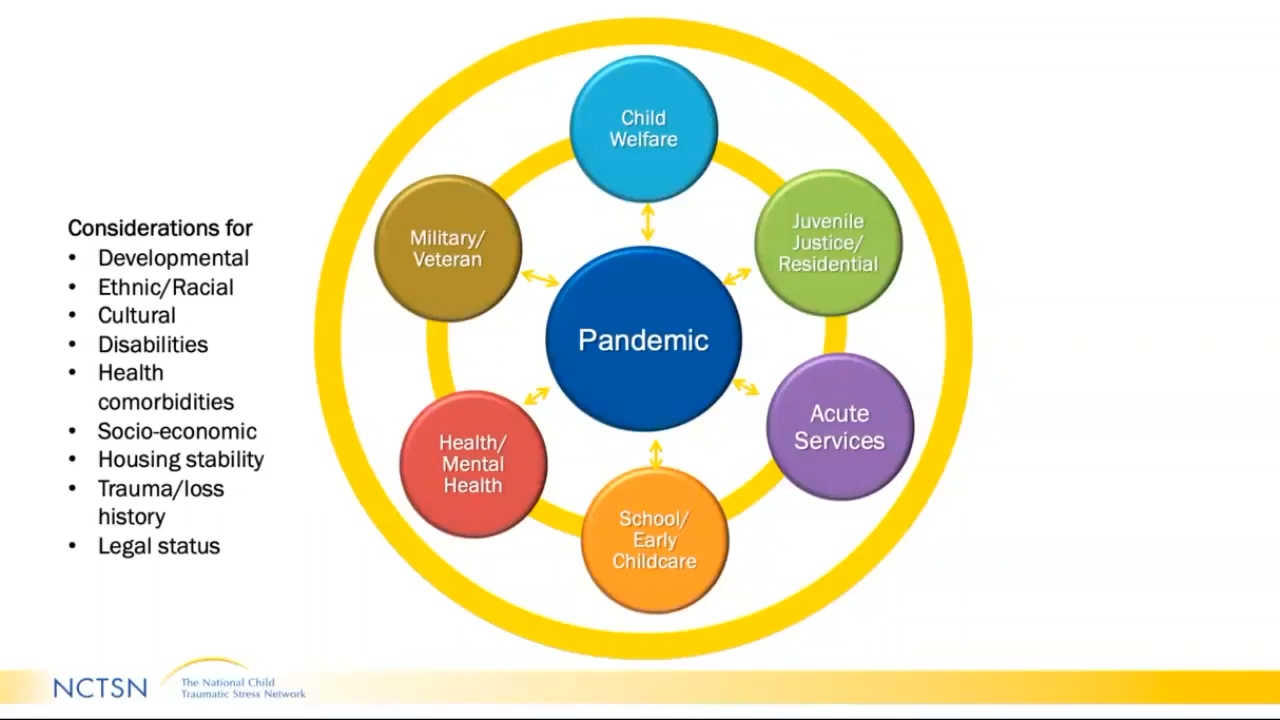 Considerations for
• Developmental
• Ethnic/Racial
• Cultural
• Disabilities
• Health
comorbidities
• Socio-economic
• Housing stability
• Trauma/loss
history
• Legal status
Child
Welfare
Juvenile
Justice/
Residential
Acute
Services
School/
Early
Childcare
Health/
Mental
Health
Military/
Veteran
Pandemic
NCTSN
The National Child
Traumatic Stress Network